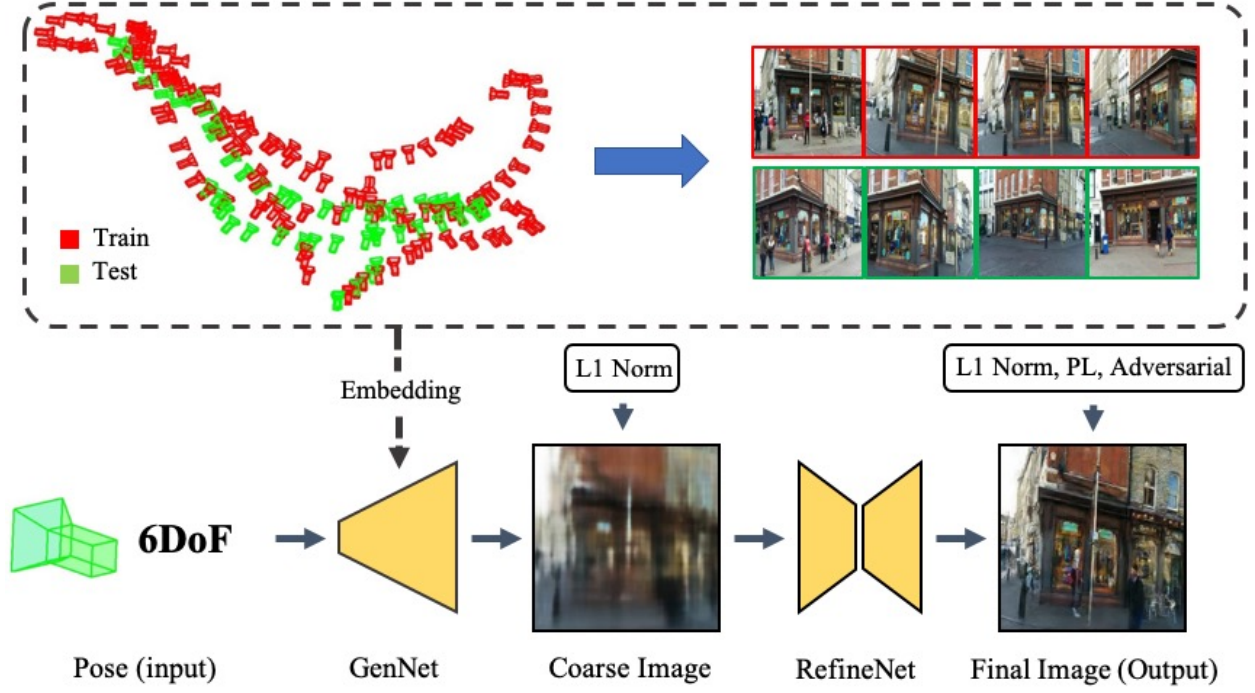 Train
Test
Embedding
L1 Norm
L1 Norm, PL, Adversarial
6DoF
Pose (input)
GenNet
Coarse Image
RefineNet
Final Image (Output)